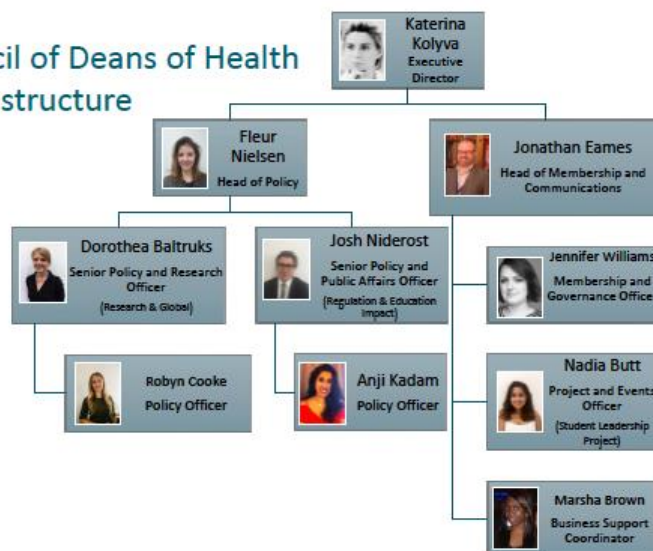 cil of Deans of Health
structure
Katerina
Kolyva
Executive
Director
Fleur
Nielsen
Head of Policy
Jonathan Eames
Head of Membership and
Communications
Dorothea Baltruks
Senior Policy and Research
Officer
(Research & Global)
Josh Niderost
Senior Policy and
Public Affairs Officer
(Regulation & Education
Impact)
Jennifer Williams
Membership and
Governance Office
Robyn Cooke
Policy Officer
Anji Kadam
Policy Officer
Nadia Butt
Project and Events
Officer
(Student Leadership
Project)
Marsha Brown
Business Support
Coordinator